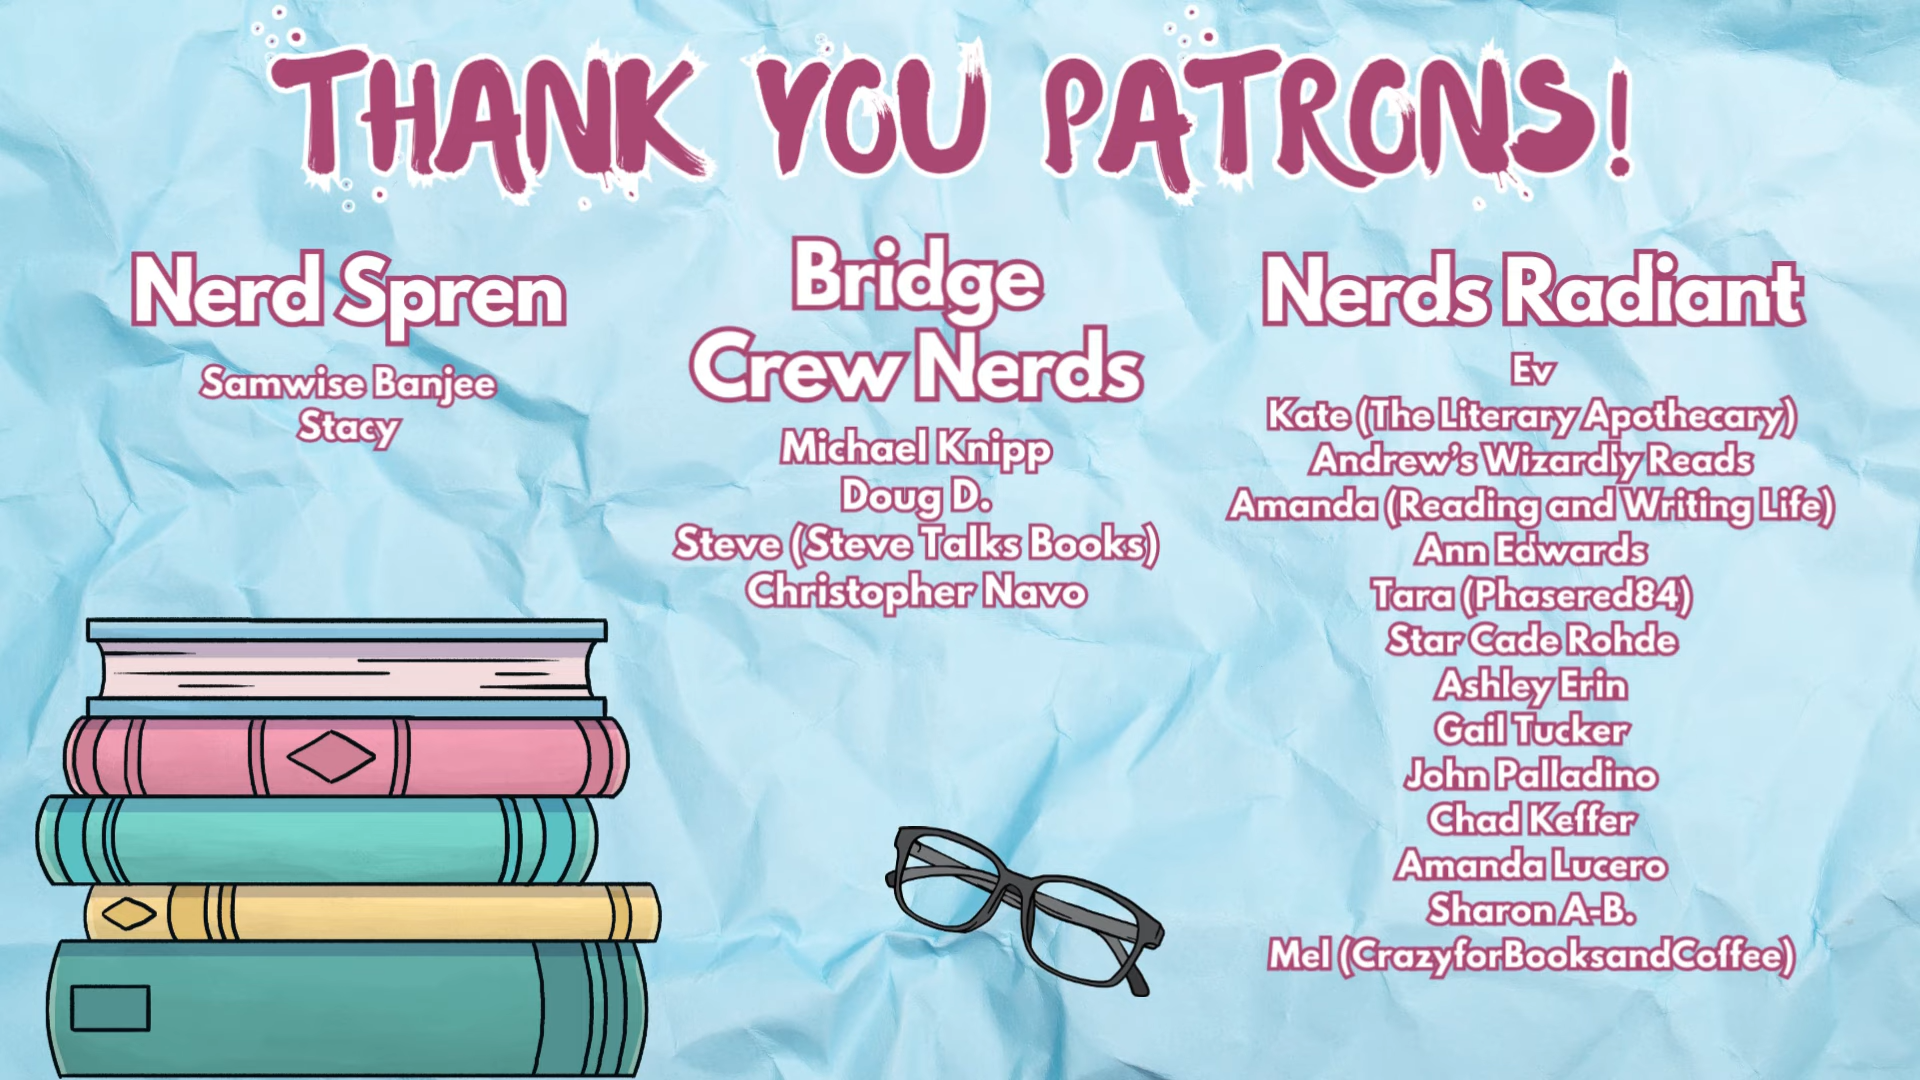 THANK YOU PATRONS!
Nerd Spren
Samwise Banjee
Stacy
Bridge
Crew Nerds
Michael Knipp
Doug D.
Steve (Steve Talks Books)
Christopher Navo
Nerds Radiant
Ev
Kate (The Literary Apothecary)
Andrew's Wizardly Reads
Amanda (Reading and Writing Life)
Ann Edwards
Tara (Phasered84)
Star Cade Rohde
Ashley Erin
Gail Tucker
John Palladino
Chad Keffer
Amanda Lucero
Sharon A-B.
Mel (CrazyforBooksandCoffee)